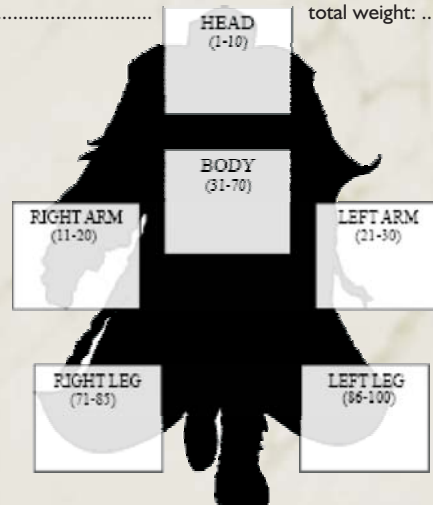 total weight: ..
HEAD
(1-10)
BODY
(31-70)
RIGHT ARM
(11-20)
LEFT ARM
(21-30)
RIGHT LEG
(71-85)
LEFT LEG
(86-100)